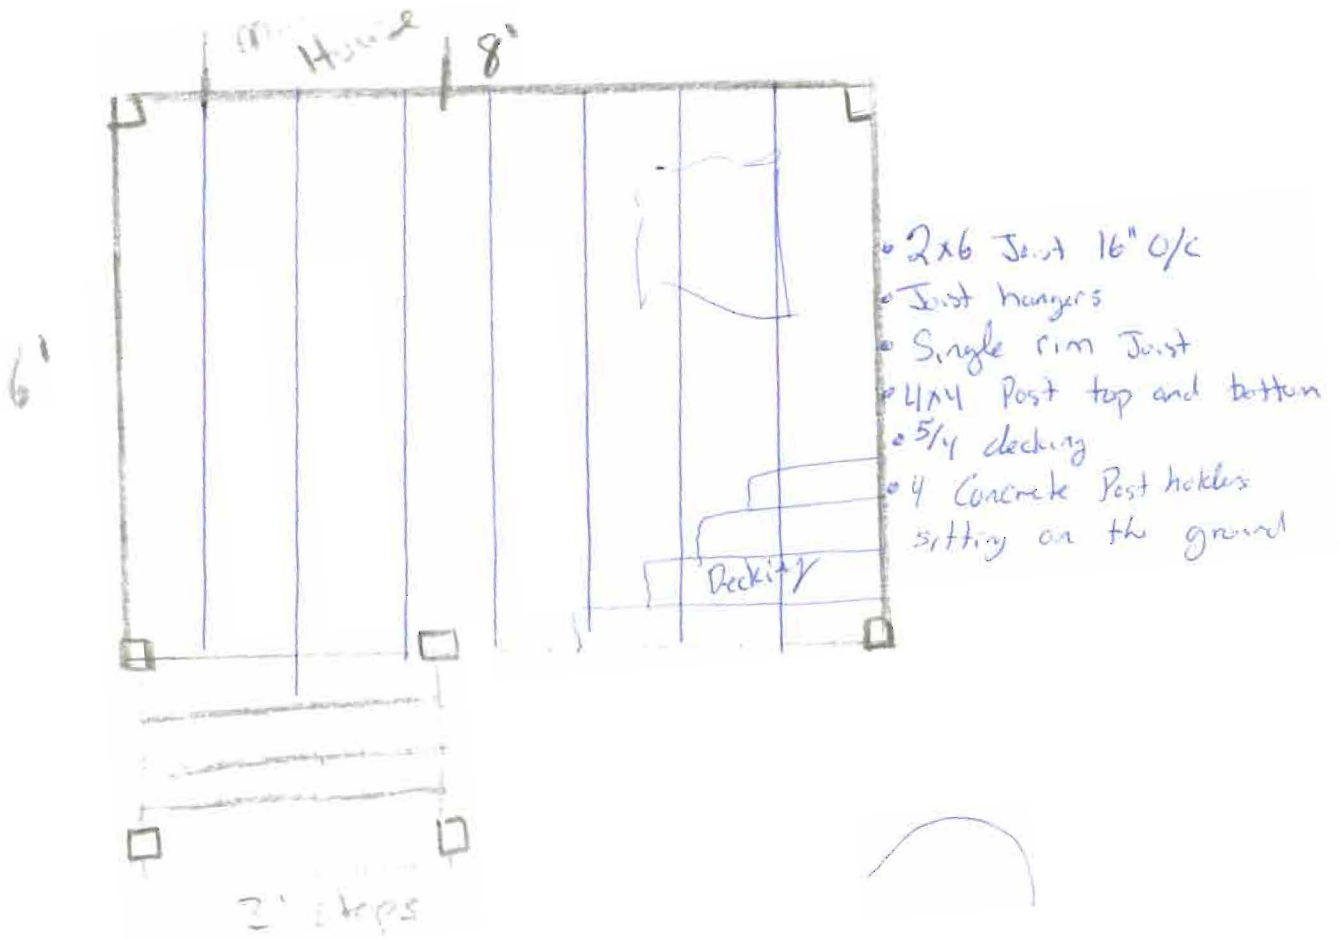 House
8'
6'
• 2x6 Joist 16" O/C
• Joist hangers
• Single rim Joist
• 4x4 Post top and bottom
• 5/4 decking
• 4 Concrete Post holders
sitting on the ground
Decking
steps